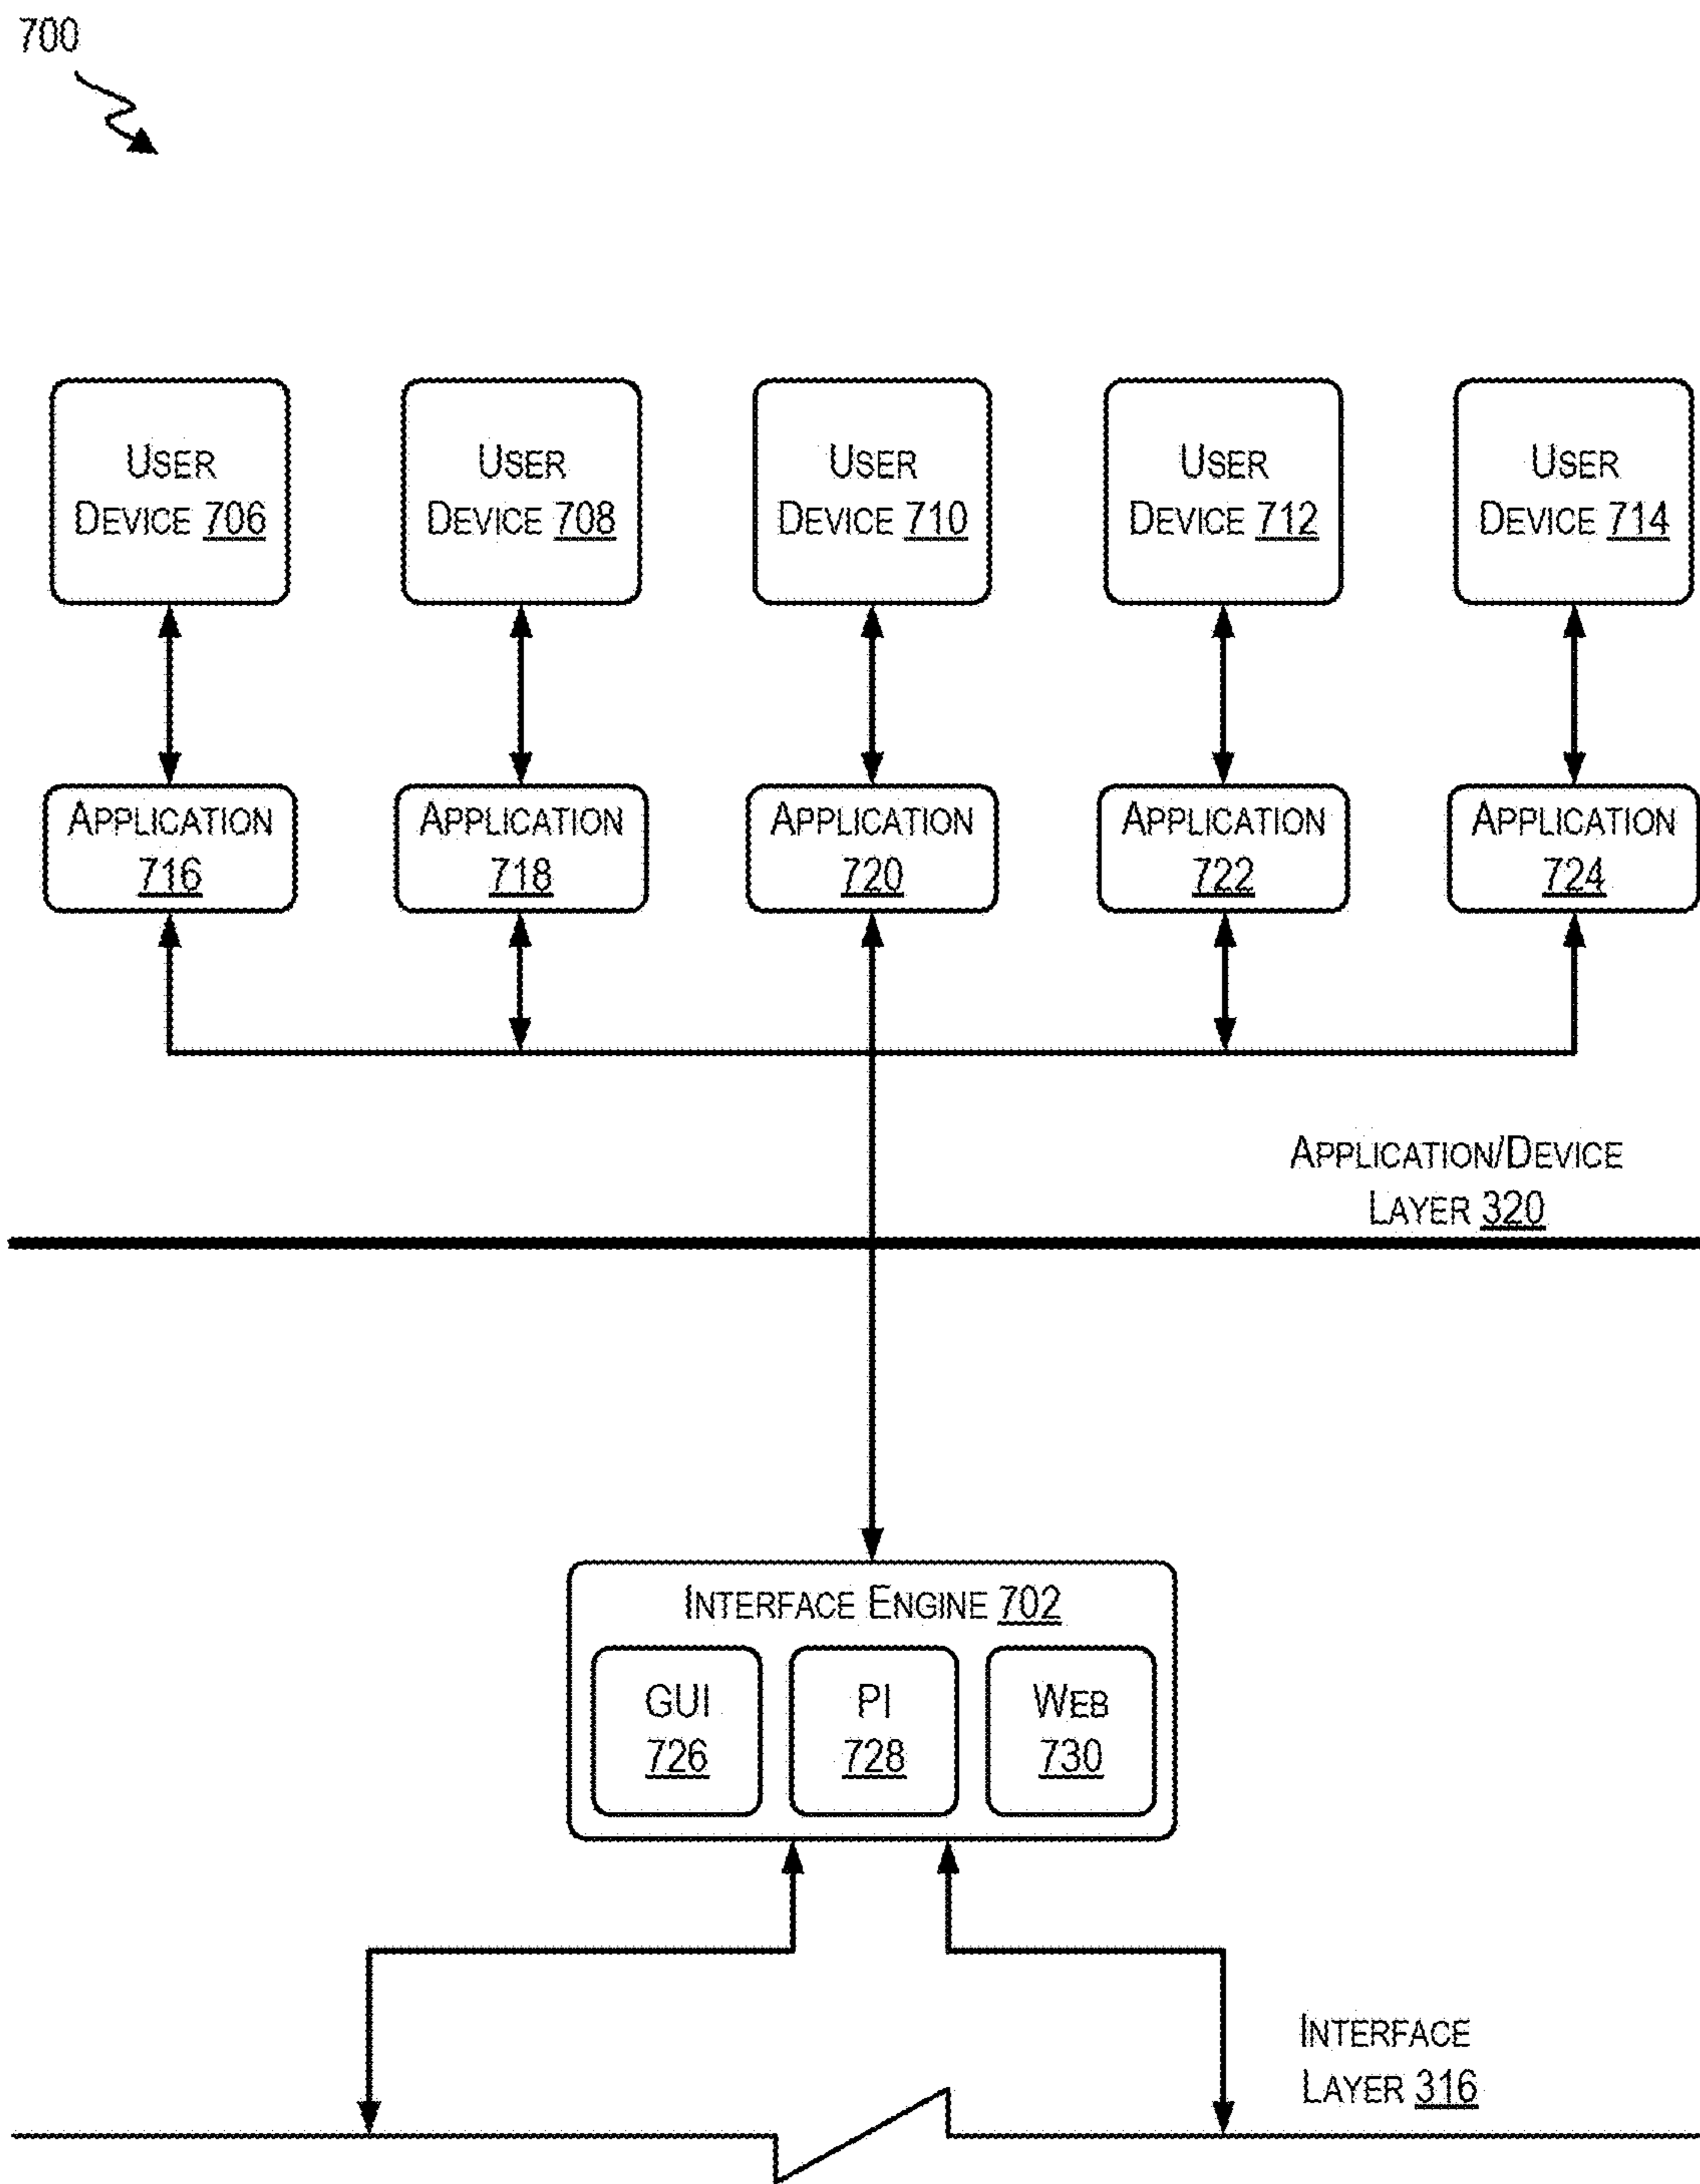 700
USER
DEVICE 706
USER
DEVICE 708
USER
DEVICE 710
USER
DEVICE 712
USER
DEVICE 714
APPLICATION
716
APPLICATION
718
APPLICATION
720
APPLICATION
722
APPLICATION
724
APPLICATION/DEVICE
LAYER 320
INTERFACE ENGINE 702
GUI
726
PI
728
WEB
730
INTERFACE
LAYER 316